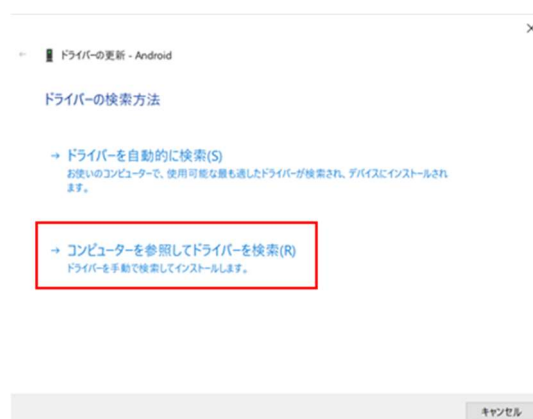 ドライバーの更新 - Android
ドライバーの検索方法
→ ドライバーを自動的に検索(S)
お使いのコンピューターで、使用可能な最も適したドライバーが検索され、デバイスにインストールされ
ます。
→ コンピューターを参照してドライバーを検索(R)
ドライバーを手動で検索してインストールします。
キャンセル